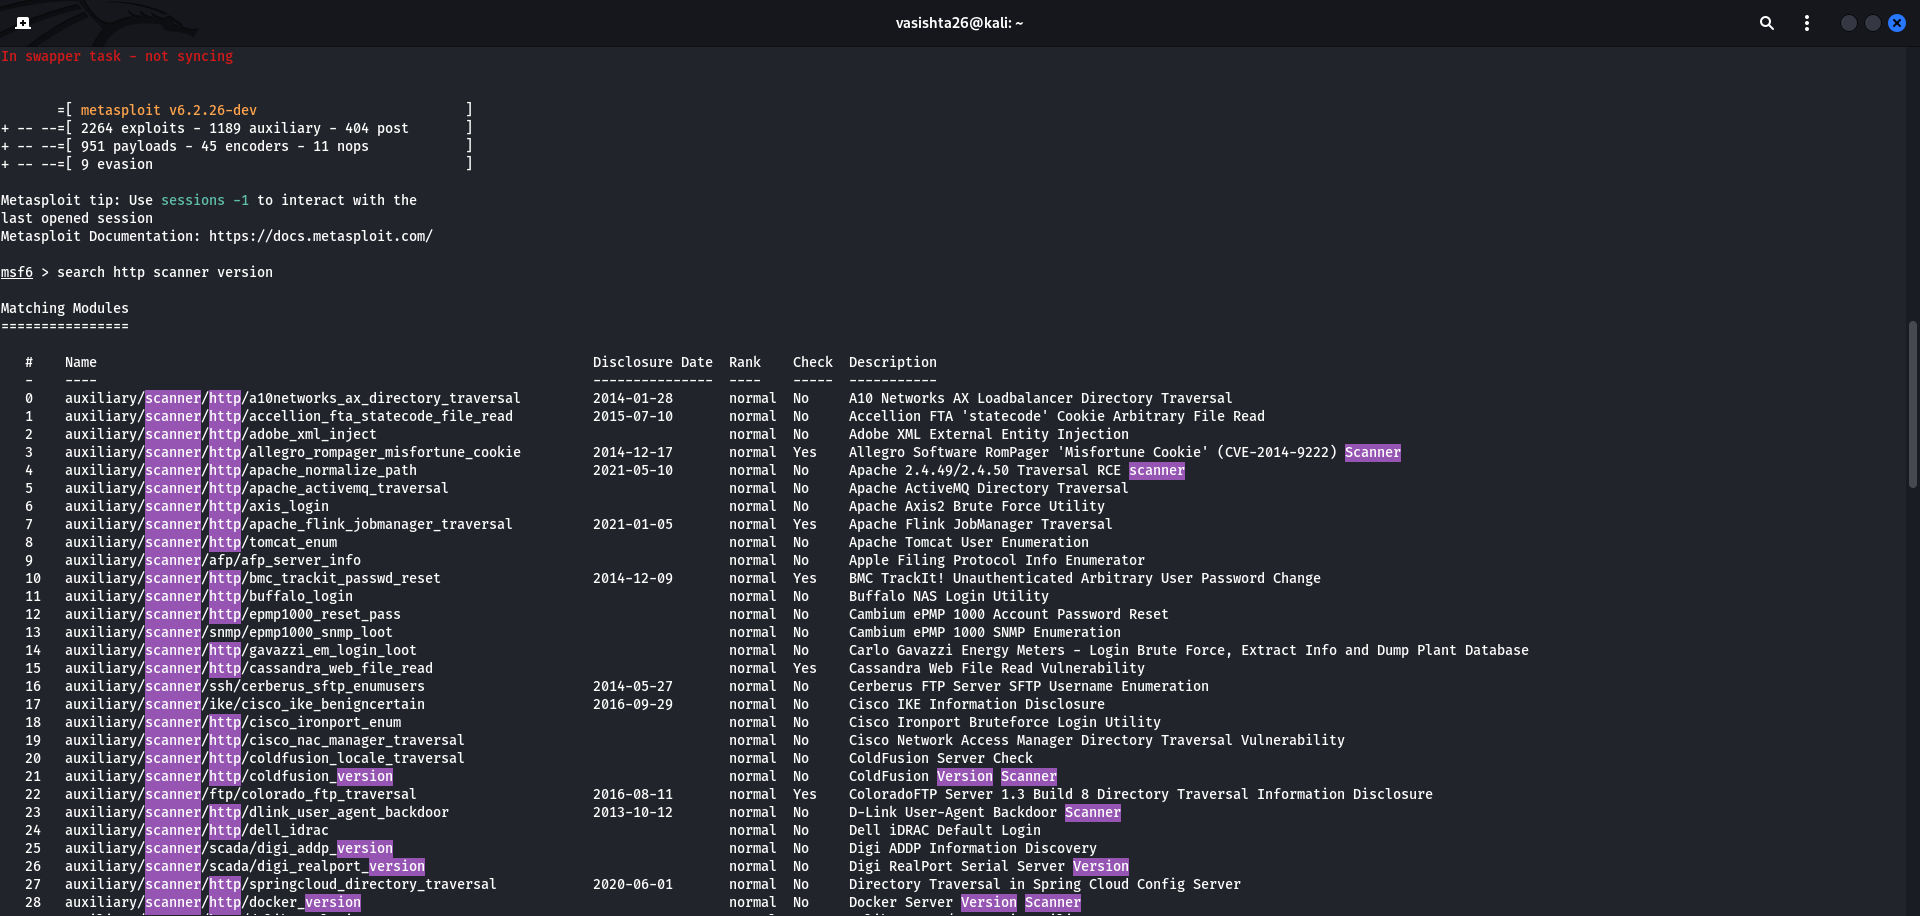 vasishta26@kali: ~
In swapper task - not syncing
=[ metasploit v6.2.26-dev ]
+ -- --=[ 2264 exploits - 1189 auxiliary - 404 post ]
+ -- --=[ 951 payloads - 45 encoders - 11 nops ]
+ -- --=[ 9 evasion ]
Metasploit tip: Use sessions -1 to interact with the
last opened session
Metasploit Documentation: https://docs.metasploit.com/
msf6 > search http scanner version
Matching Modules
================
# Name Disclosure Date Rank Check Description
- ---- --------------- ---- ----- -----------
0 auxiliary/scanner/http/a10networks_ax_directory_traversal 2014-01-28 normal No A10 Networks AX Loadbalancer Directory Traversal
1 auxiliary/scanner/http/accellion_fta_statecode_file_read 2015-07-10 normal No Accellion FTA 'statecode' Cookie Arbitrary File Read
2 auxiliary/scanner/http/adobe_xml_inject normal No Adobe XML External Entity Injection
3 auxiliary/scanner/http/allegro_rompager_misfortune_cookie 2014-12-17 normal Yes Allegro Software RomPager 'Misfortune Cookie' (CVE-2014-9222) Scanner
4 auxiliary/scanner/http/apache_normalize_path 2021-05-10 normal No Apache 2.4.49/2.4.50 Traversal RCE scanner
5 auxiliary/scanner/http/apache_activemq_traversal normal No Apache ActiveMQ Directory Traversal
6 auxiliary/scanner/http/axis_login normal No Apache Axis2 Brute Force Utility
7 auxiliary/scanner/http/apache_flink_jobmanager_traversal 2021-01-05 normal Yes Apache Flink JobManager Traversal
8 auxiliary/scanner/http/tomcat_enum normal No Apache Tomcat User Enumeration
9 auxiliary/scanner/afp/afp_server_info normal No Apple Filing Protocol Info Enumerator
10 auxiliary/scanner/http/bmc_trackit_passwd_reset 2014-12-09 normal Yes BMC TrackIt! Unauthenticated Arbitrary User Password Change
11 auxiliary/scanner/http/buffalo_login normal No Buffalo NAS Login Utility
12 auxiliary/scanner/http/epmp1000_reset_pass normal No Cambium ePMP 1000 Account Password Reset
13 auxiliary/scanner/snmp/epmp1000_snmp_loot normal No Cambium ePMP 1000 SNMP Enumeration
14 auxiliary/scanner/http/gavazzi_em_login_loot normal No Carlo Gavazzi Energy Meters - Login Brute Force, Extract Info and Dump Plant Database
15 auxiliary/scanner/http/cassandra_web_file_read normal Yes Cassandra Web File Read Vulnerability
16 auxiliary/scanner/ssh/cerberus_sftp_enumusers 2014-05-27 normal No Cerberus FTP Server SFTP Username Enumeration
17 auxiliary/scanner/ike/cisco_ike_benigncertain 2016-09-29 normal No Cisco IKE Information Disclosure
18 auxiliary/scanner/http/cisco_ironport_enum normal No Cisco Ironport Bruteforce Login Utility
19 auxiliary/scanner/http/cisco_nac_manager_traversal normal No Cisco Network Access Manager Directory Traversal Vulnerability
20 auxiliary/scanner/http/coldfusion_locale_traversal normal No ColdFusion Server Check
21 auxiliary/scanner/http/coldfusion_version normal No ColdFusion Version Scanner
22 auxiliary/scanner/ftp/colorado_ftp_traversal 2016-08-11 normal Yes ColoradoFTP Server 1.3 Build 8 Directory Traversal Information Disclosure
23 auxiliary/scanner/http/dlink_user_agent_backdoor 2013-10-12 normal No D-Link User-Agent Backdoor Scanner
24 auxiliary/scanner/http/dell_idrac normal No Dell iDRAC Default Login
25 auxiliary/scanner/scada/digi_addp_version normal No Digi ADDP Information Discovery
26 auxiliary/scanner/scada/digi_realport_version normal No Digi RealPort Serial Server Version
27 auxiliary/scanner/http/springcloud_directory_traversal 2020-06-01 normal No Directory Traversal in Spring Cloud Config Server
28 auxiliary/scanner/http/docker_version normal No Docker Server Version Scanner